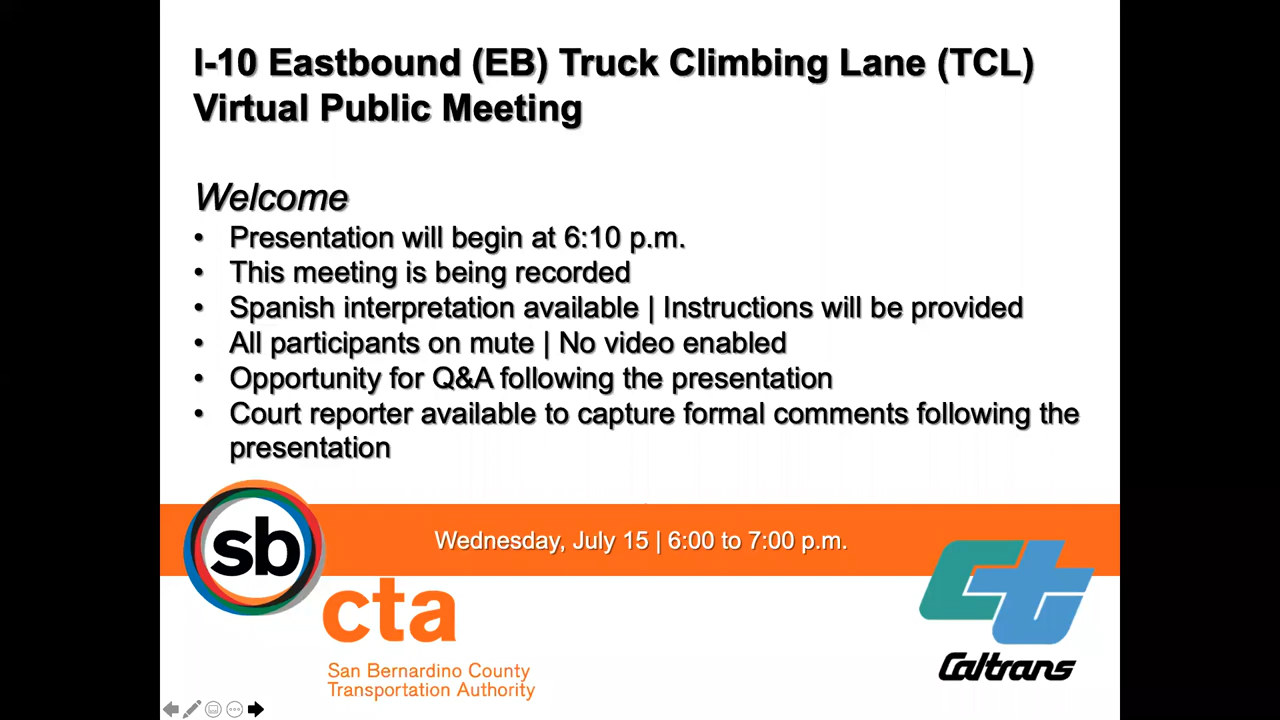 I-10 Eastbound (EB) Truck Climbing Lane (TCL)
Virtual Public Meeting
Welcome
• Presentation will begin at 6:10 p.m.
• This meeting is being recorded
• Spanish interpretation available | Instructions will be provided
• All participants on mute | No video enabled
• Opportunity for Q&A following the presentation
• Court reporter available to capture formal comments following the
presentation
Wednesday, July 15 | 6:00 to 7:00 p.m.
sb
cta
San Bernardino County
Transportation Authority
Ct
Caltrans